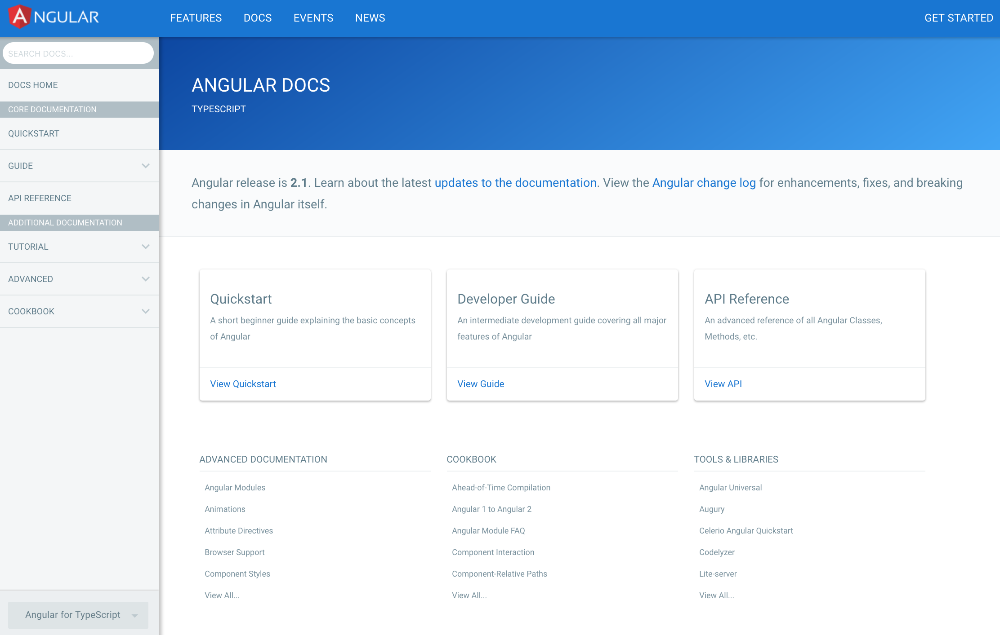 ANGULAR
FEATURES
DOCS
EVENTS
NEWS
GET STARTED
SEARCH DOCS...
DOCS HOME
CORE DOCUMENTATION
QUICKSTART
GUIDE
API REFERENCE
ADDITIONAL DOCUMENTATION
TUTORIAL
ADVANCED
COOKBOOK
Angular for TypeScript
ANGULAR DOCS
TYPESCRIPT
Angular release is 2.1. Learn about the latest updates to the documentation. View the Angular change log for enhancements, fixes, and breaking
changes in Angular itself.
Quickstart
A short beginner guide explaining the basic concepts
of Angular
View Quickstart
Developer Guide
An intermediate development guide covering all major
features of Angular
View Guide
API Reference
An advanced reference of all Angular Classes,
Methods, etc.
View API
ADVANCED DOCUMENTATION
Angular Modules
Animations
Attribute Directives
Browser Support
Component Styles
View All...
COOKBOOK
Ahead-of-Time Compilation
Angular 1 to Angular 2
Angular Module FAQ
Component Interaction
Component-Relative Paths
View All...
TOOLS & LIBRARIES
Angular Universal
Augury
Celerio Angular Quickstart
Codelyzer
Lite-server
View All...